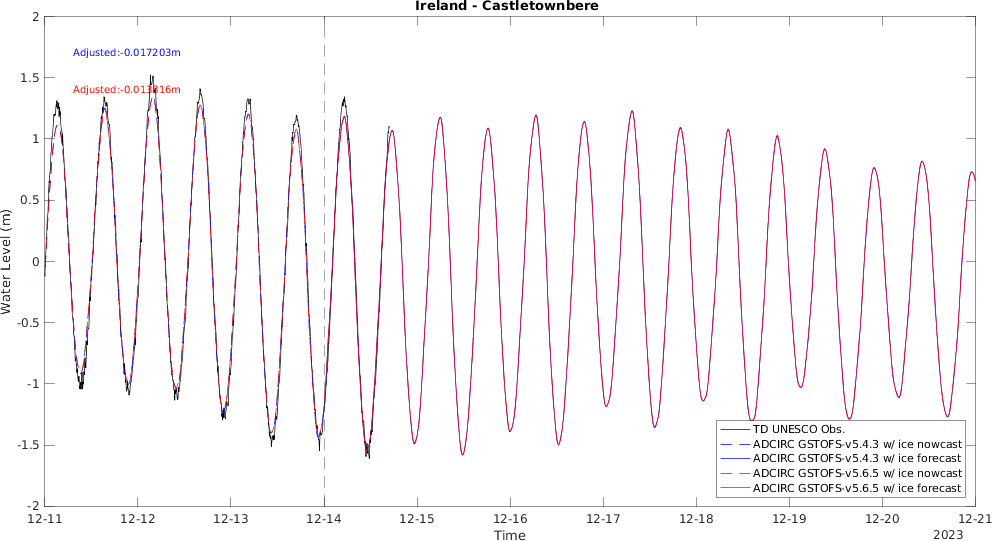 Ireland - Castletownbere
Adjusted:-0.017203m
Adjusted:-0.013816m
2
1.5
1
0.5
0
-0.5
-1
-1.5
-2
Water Level (m)
TD UNESCO Obs.
ADCIRC GSTOFS-v5.4.3 w/ ice nowcast
ADCIRC GSTOFS-v5.4.3 w/ ice forecast
ADCIRC GSTOFS-v5.6.5 w/ ice nowcast
ADCIRC GSTOFS-v5.6.5 w/ ice forecast
12-11 12-12 12-13 12-14 12-15 12-16 12-17 12-18 12-19 12-20 12-21
Time
2023